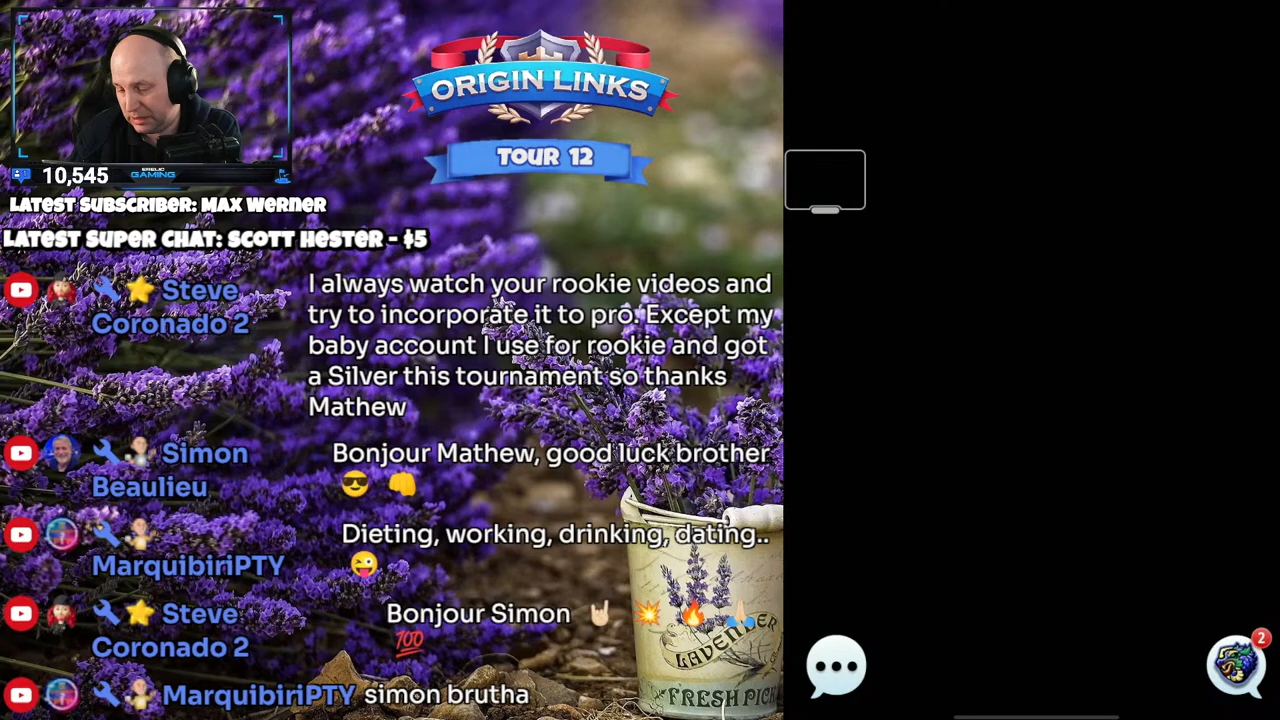 ORIGIN LINKS
TOUR 12
10,545
GAMING
LATEST SUBSCRIBER: MAX WERNER
LATEST SUPER CHAT: SCOTT HESTER - $5
Steve Coronado 2
I always watch your rookie videos and
try to incorporate it to pro. Except my
baby account I use for rookie and got
a Silver this tournament so thanks
Mathew
Simon Beaulieu
Bonjour Mathew, good luck brother
😎 👊
MarquibiriPTY
Dieting, working, drinking, dating..
😜
Steve Coronado 2
Bonjour Simon 🤘🏻 💥 🔥 🙏🏻
💯
MarquibiriPTY simon brutha
LAVENDER
FRESH PICK
2